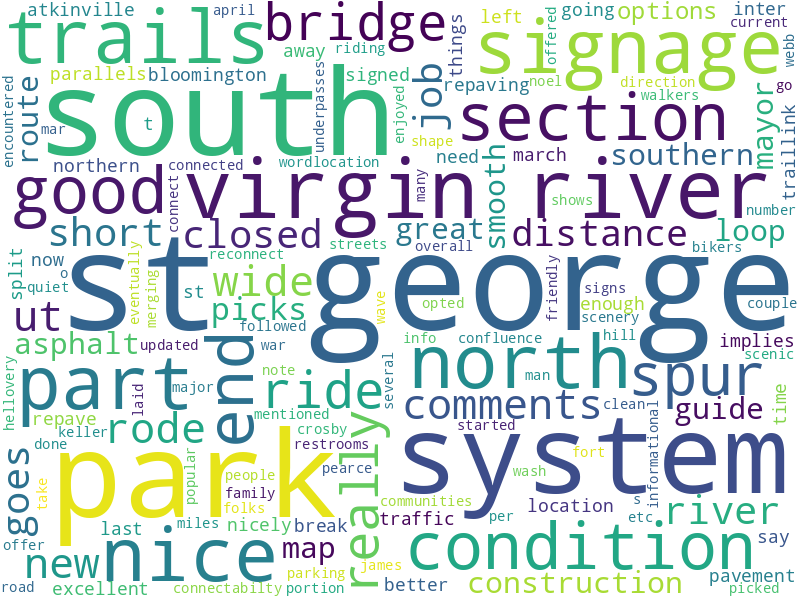 atkinville
april
trails
bridge
away
riding
parallels
bloomington
signed
underpasses
things
left
going
options
inter
current
offered
webb
signage
encountered
route
south
t
mar
enjoyed
job
repaving
noel
direction
walkers
go
shape
section
mayor
traillink
northern
connected
wordlocation
need
march
southern
good
virgin river
connect
many
smooth
shows
number
short
closed
great
distance
loop
streets
overall
bikers
reconnect
split
now
o
quiet
st george
eventually
merging
st
wide
picks
followed
wave
opted
friendly
signs
enough
scenery
couple
ut
asphalt
updated
war
info
confluence
hill
implies
scenic
hellovery
part
major
end
note
ride
several
north
man
spur
laid
mentioned
comments
clean
guide
time
repave
rode
crosby
started
done
keller
restrooms
really
system
informational
fort
goes
park
popular
people
pearce
wash
take
family
folks
communities
location
s
river
last
miles
nicely
break
traffic
per
etc
offer
new
nice
map
condition
say
james
parking
pavement
road
excellent
connectabilty
portion
better
construction
picked